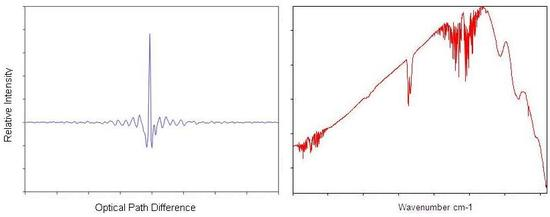 Relative Intensity
Optical Path Difference
Wavenumber cm-1